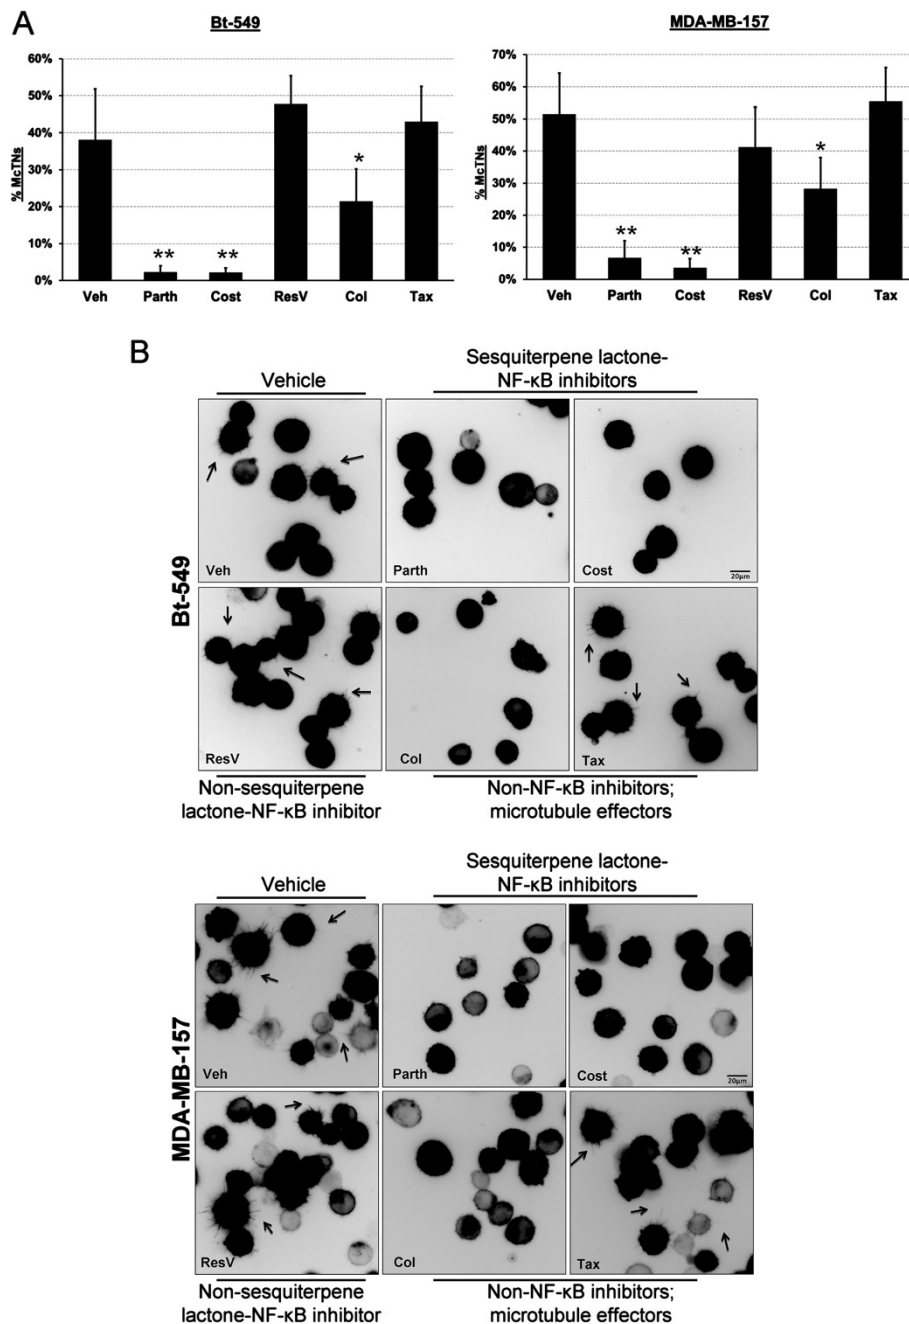 A
Bt-549
MDA-MB-157
60%
50%
40%
30%
20%
10%
0%
% McTNs
**
**
*
Veh Parth Cost ResV Col Tax
70%
60%
50%
40%
30%
20%
10%
0%
% McTNs
**
**
*
Veh Parth Cost ResV Col Tax
B
Vehicle
Sesquiterpene lactone-
NF-κB inhibitors
Bt-549
Veh
Parth
Cost
20µm
ResV
Col
Tax
Non-sesquiterpene
lactone-NF-κB inhibitor
Non-NF-κB inhibitors;
microtubule effectors
Vehicle
Sesquiterpene lactone-
NF-κB inhibitors
MDA-MB-157
Veh
Parth
Cost
20µm
ResV
Col
Tax
Non-sesquiterpene
lactone-NF-κB inhibitor
Non-NF-κB inhibitors;
microtubule effectors